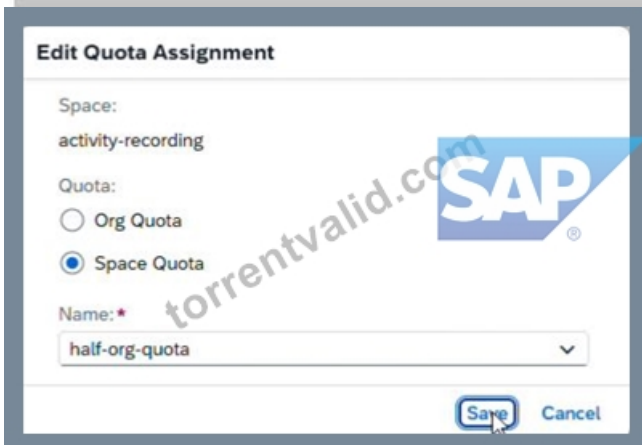 Edit Quota Assignment
Space:
activity-recording
Quota:
Org Quota
Space Quota
Name:*
half-org-quota
Save Cancel
SAP
®
torrentvalid.com